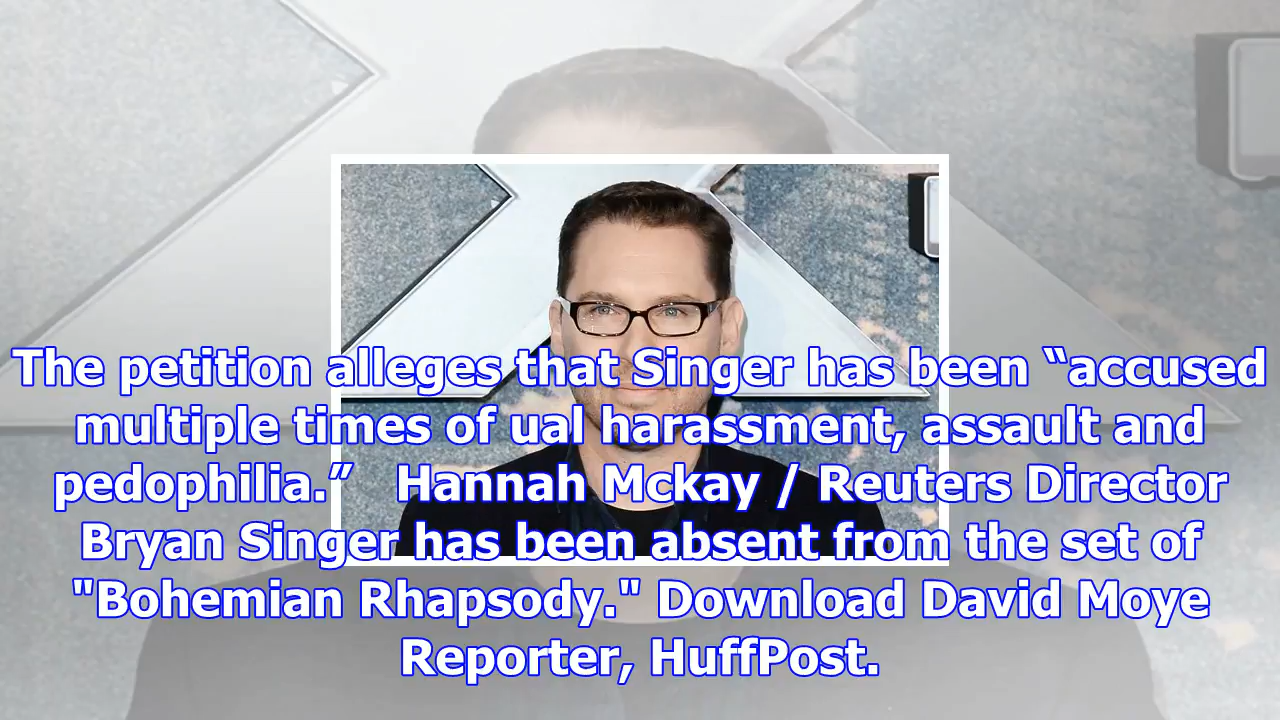 The petition alleges that Singer has been “accused
multiple times of ual harassment, assault and
pedophilia.” Hannah Mckay / Reuters Director
Bryan Singer has been absent from the set of
"Bohemian Rhapsody." Download David Moye
Reporter, HuffPost.